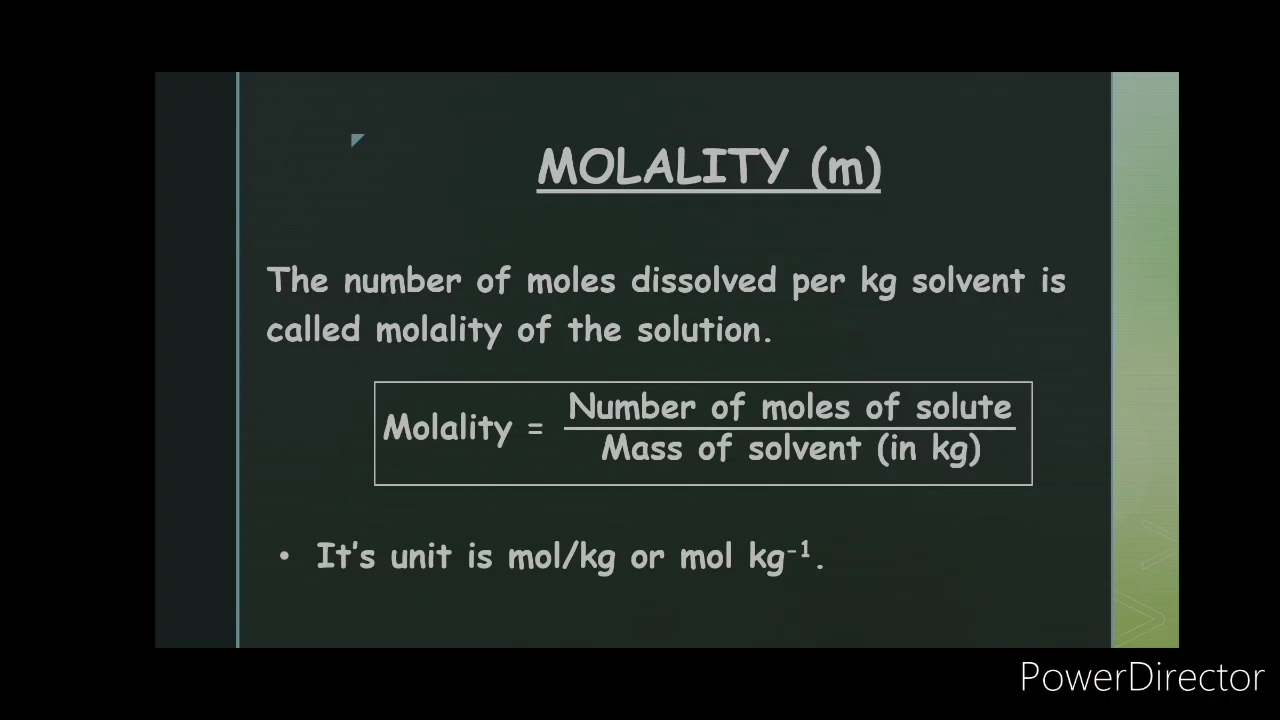 MOLALITY (m)
The number of moles dissolved per kg solvent is
called molality of the solution.
Molality = Number of moles of solute
Mass of solvent (in kg)
• It's unit is mol/kg or mol kg⁻¹.
PowerDirector